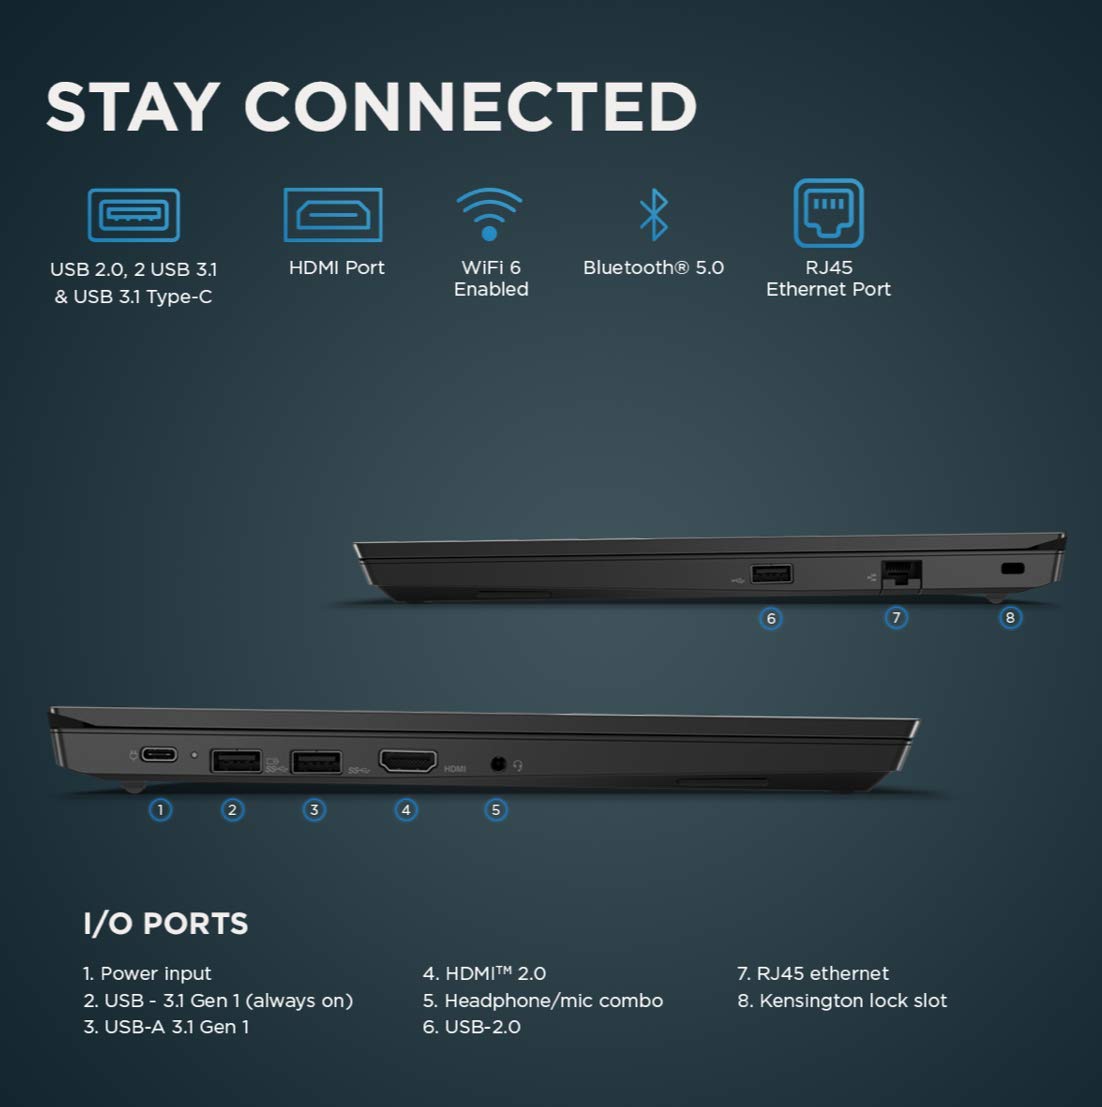 STAY CONNECTED
USB 2.0, 2 USB 3.1
& USB 3.1 Type-C
HDMI Port
WiFi 6
Enabled
Bluetooth® 5.0
RJ45
Ethernet Port
6
7
8
HDMI
1
2
3
4
5
I/O PORTS
1. Power input
2. USB - 3.1 Gen 1 (always on)
3. USB-A 3.1 Gen 1
4. HDMI™ 2.0
5. Headphone/mic combo
6. USB-2.0
7. RJ45 ethernet
8. Kensington lock slot